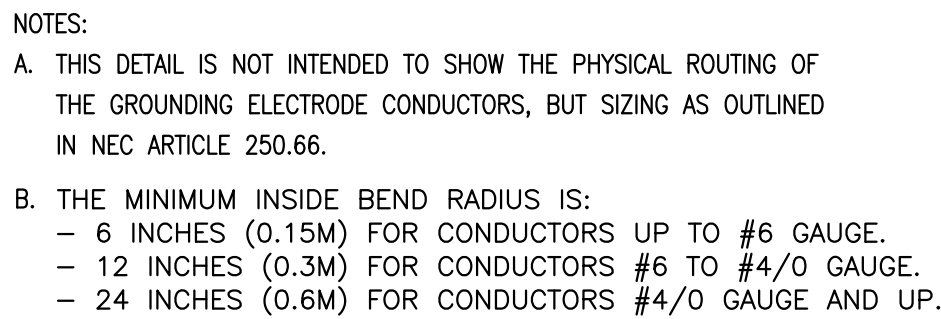 NOTES:
A. THIS DETAIL IS NOT INTENDED TO SHOW THE PHYSICAL ROUTING OF
THE GROUNDING ELECTRODE CONDUCTORS, BUT SIZING AS OUTLINED
IN NEC ARTICLE 250.66.
B. THE MINIMUM INSIDE BEND RADIUS IS:
– 6 INCHES (0.15M) FOR CONDUCTORS UP TO #6 GAUGE.
– 12 INCHES (0.3M) FOR CONDUCTORS #6 TO #4/0 GAUGE.
– 24 INCHES (0.6M) FOR CONDUCTORS #4/0 GAUGE AND UP.